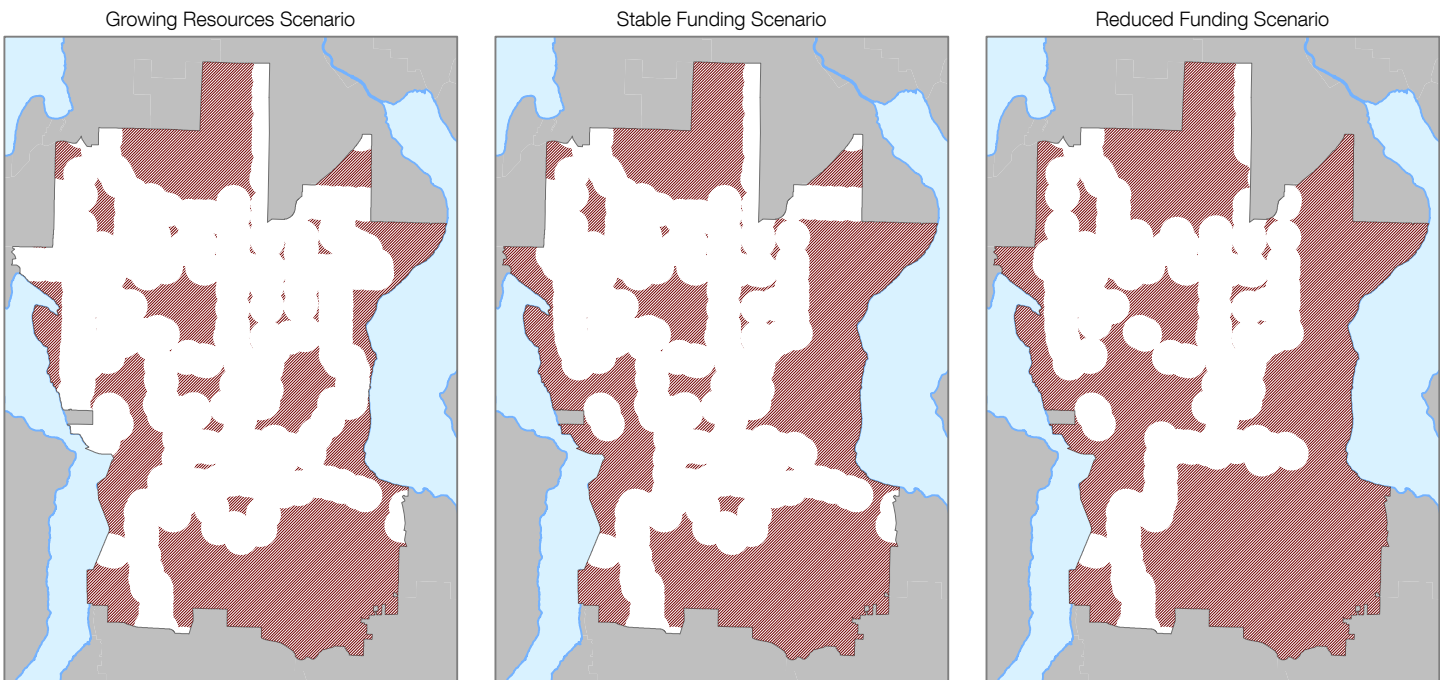 Growing Resources Scenario
Stable Funding Scenario
Reduced Funding Scenario